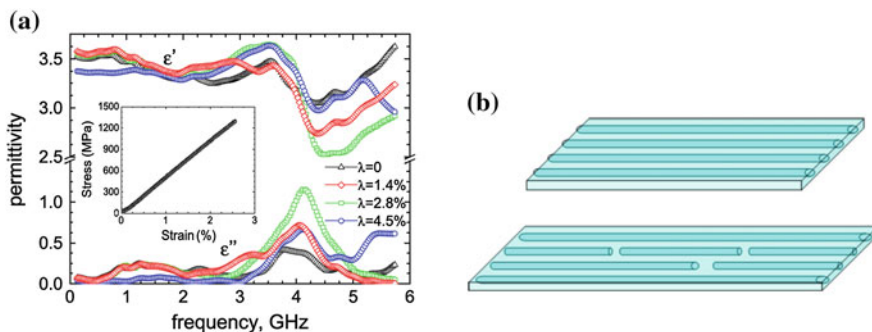 (a)
3.5
3.0
2.5
1.0
0.5
0.0
permittivity
ε'
ε''
1500
1200
900
600
300
0
Stress (MPa)
0 1 2 3
Strain (%)
λ=0
λ=1.4%
λ=2.8%
λ=4.5%
0 1 2 3 4 5 6
frequency, GHz
(b)